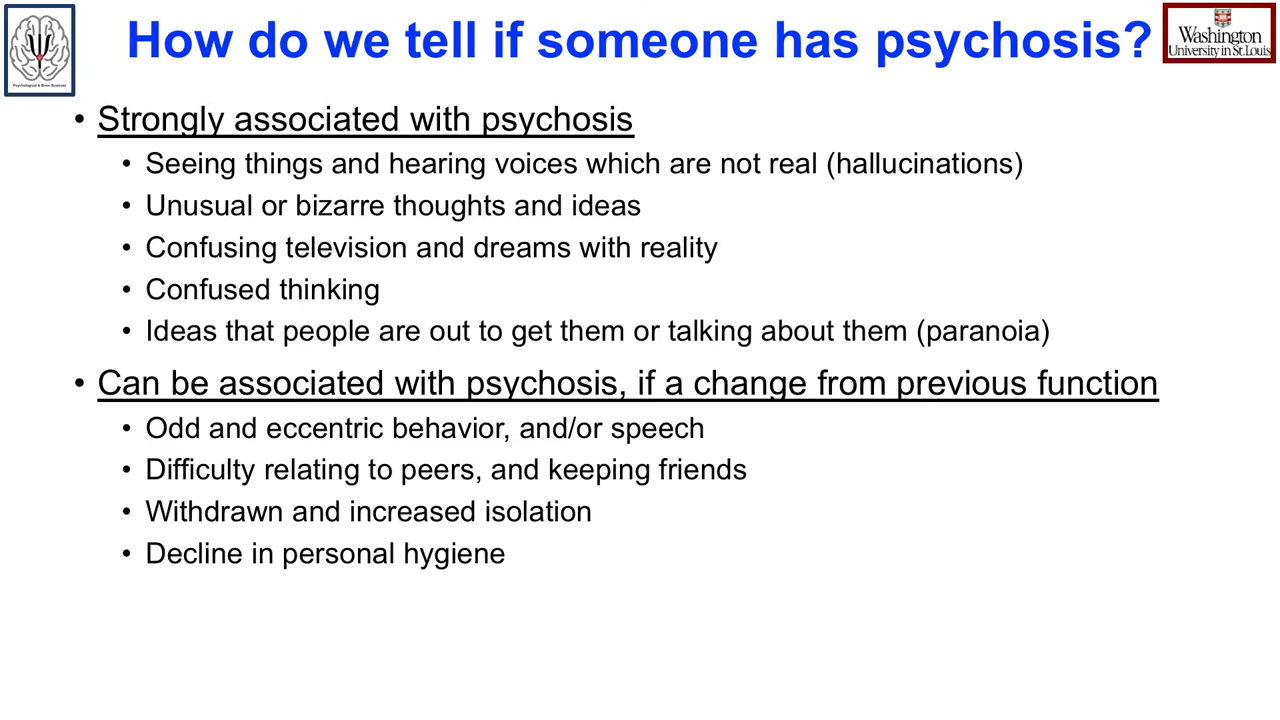 How do we tell if someone has psychosis?
Ψ
Psychological & Brain Sciences
Washington
University in St. Louis
• Strongly associated with psychosis
• Seeing things and hearing voices which are not real (hallucinations)
• Unusual or bizarre thoughts and ideas
• Confusing television and dreams with reality
• Confused thinking
• Ideas that people are out to get them or talking about them (paranoia)
• Can be associated with psychosis, if a change from previous function
• Odd and eccentric behavior, and/or speech
• Difficulty relating to peers, and keeping friends
• Withdrawn and increased isolation
• Decline in personal hygiene